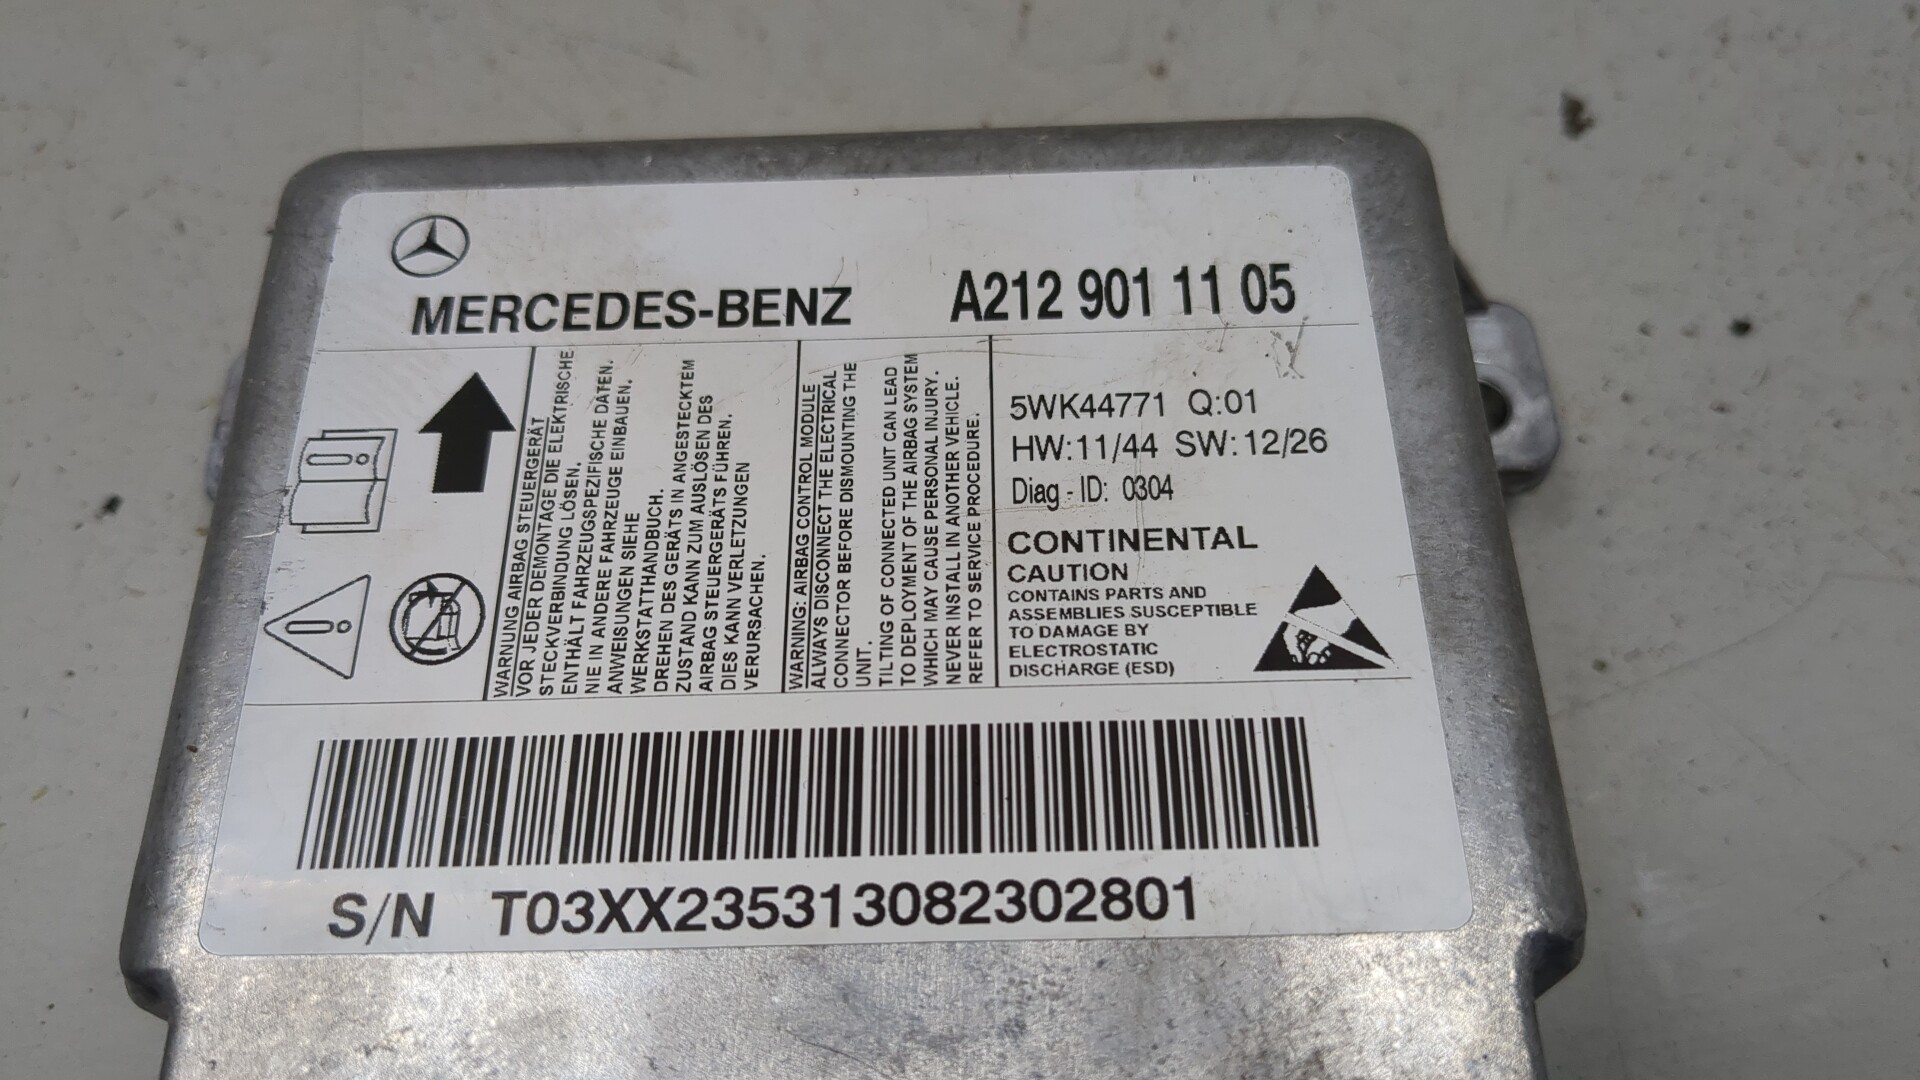 MERCEDES-BENZ A212 901 11 05
WARNUNG AIRBAG STEUERGERÄT
VOR JEDER DEMONTAGE DIE ELEKTRISCHE
STECKVERBINDUNG LÖSEN.
ENTHÄLT FAHRZEUGSPEZIFISCHE DATEN.
NIE IN ANDERE FAHRZEUGE EINBAUEN.
ANWEISUNGEN SIEHE
WERKSTATTHANDBUCH.
DREHEN DES GERÄTS IN ANGESTECKTEM
ZUSTAND KANN ZUM AUSLÖSEN DES
AIRBAG STEUERGERÄTS FÜHREN.
DIES KANN VERLETZUNGEN
VERURSACHEN.
WARNING: AIRBAG CONTROL MODULE
ALWAYS DISCONNECT THE ELECTRICAL
CONNECTOR BEFORE DISMOUNTING THE
UNIT.
TILTING OF CONNECTED UNIT CAN LEAD
TO DEPLOYMENT OF THE AIRBAG SYSTEM
WHICH MAY CAUSE PERSONAL INJURY.
NEVER INSTALL IN ANOTHER VEHICLE.
REFER TO SERVICE PROCEDURE.
5WK44771 Q:01
HW:11/44 SW:12/26
Diag - ID: 0304
CONTINENTAL
CAUTION
CONTAINS PARTS AND
ASSEMBLIES SUSCEPTIBLE
TO DAMAGE BY
ELECTROSTATIC
DISCHARGE (ESD)
S/N T03XX235313082302801